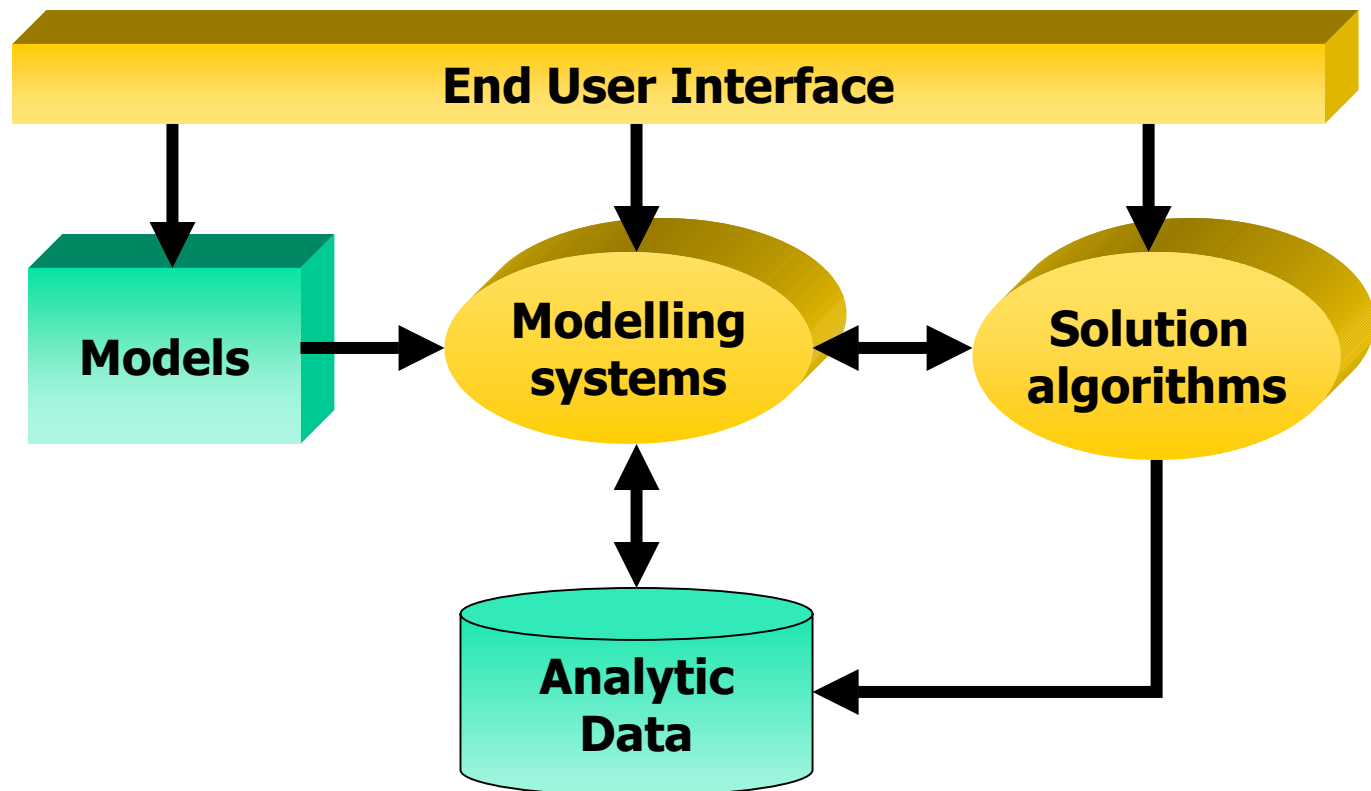 End User Interface
Models
Modelling
systems
Solution
algorithms
Analytic
Data